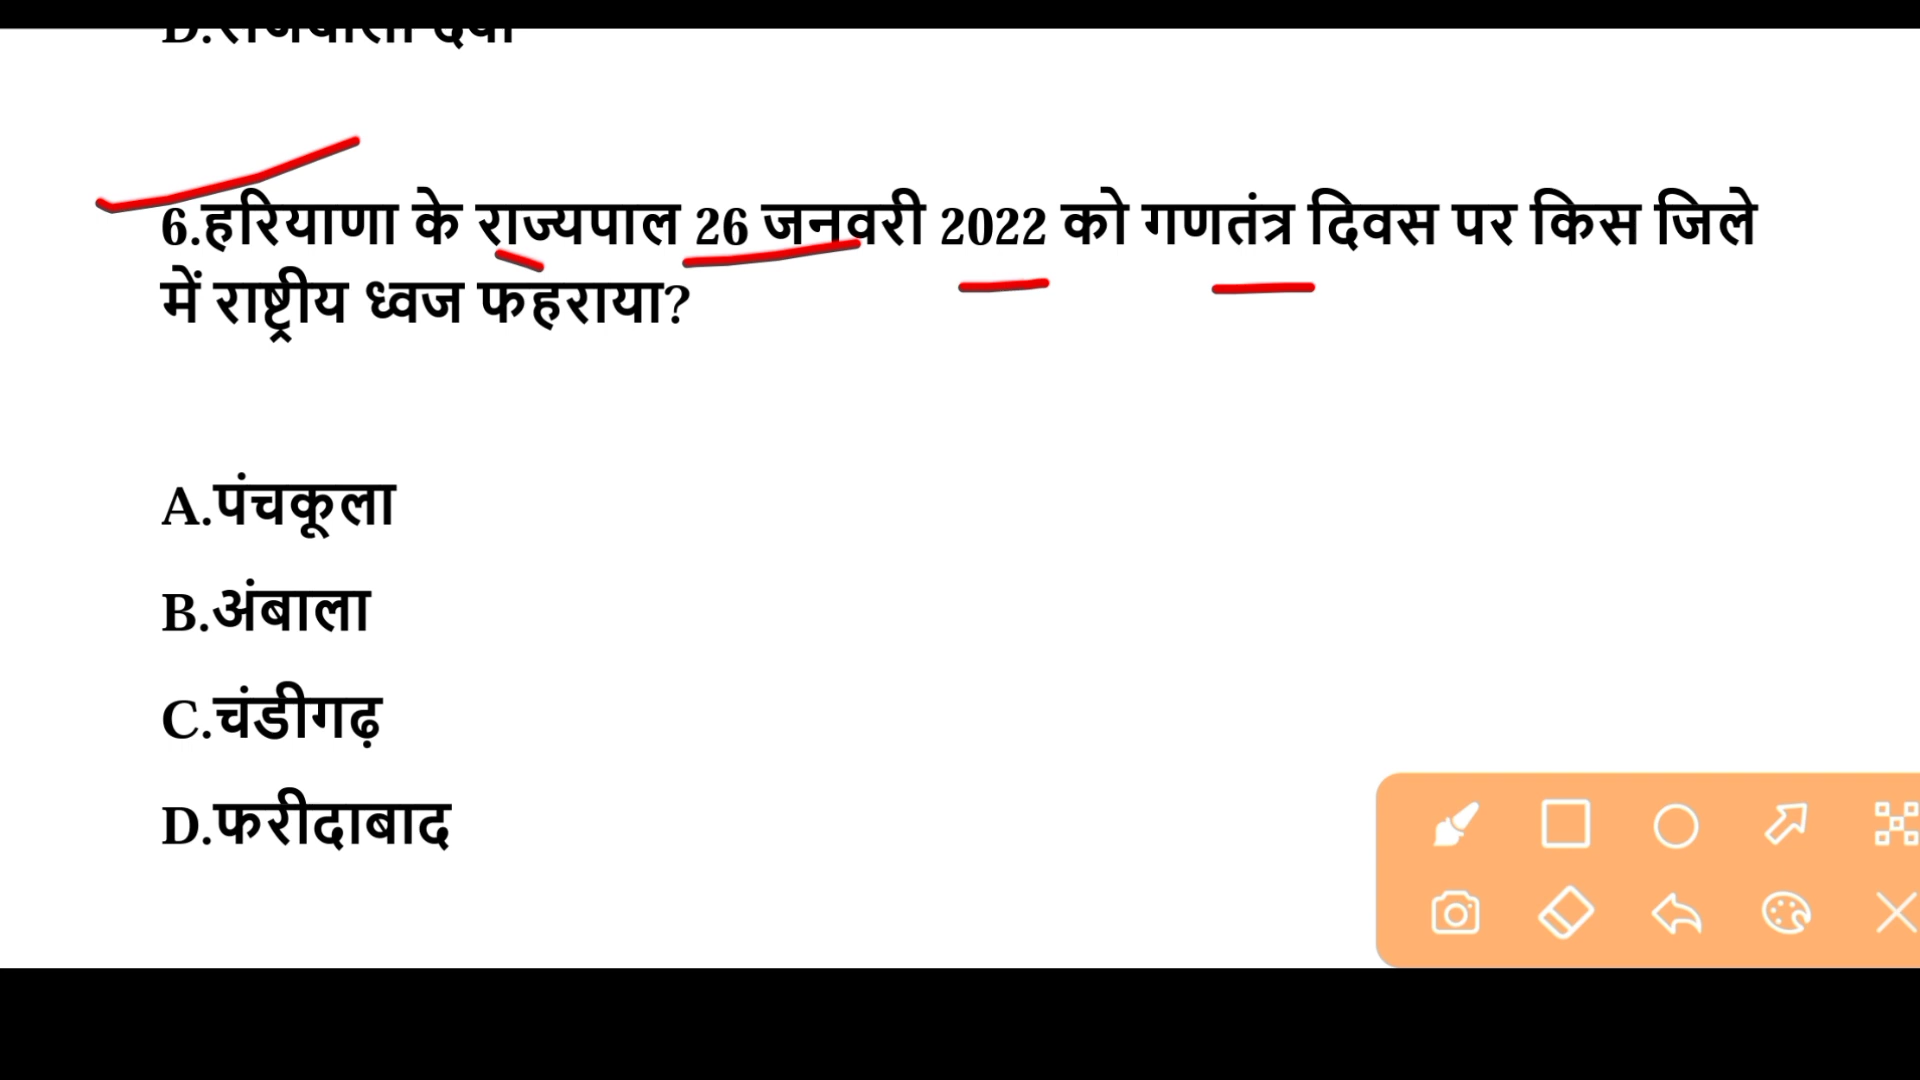 6.हरियाणा के राज्यपाल 26 जनवरी 2022 को गणतंत्र दिवस पर किस जिले
में राष्ट्रीय ध्वज फहराया?
A.पंचकूला
B.अंबाला
C.चंडीगढ़
D.फरीदाबाद